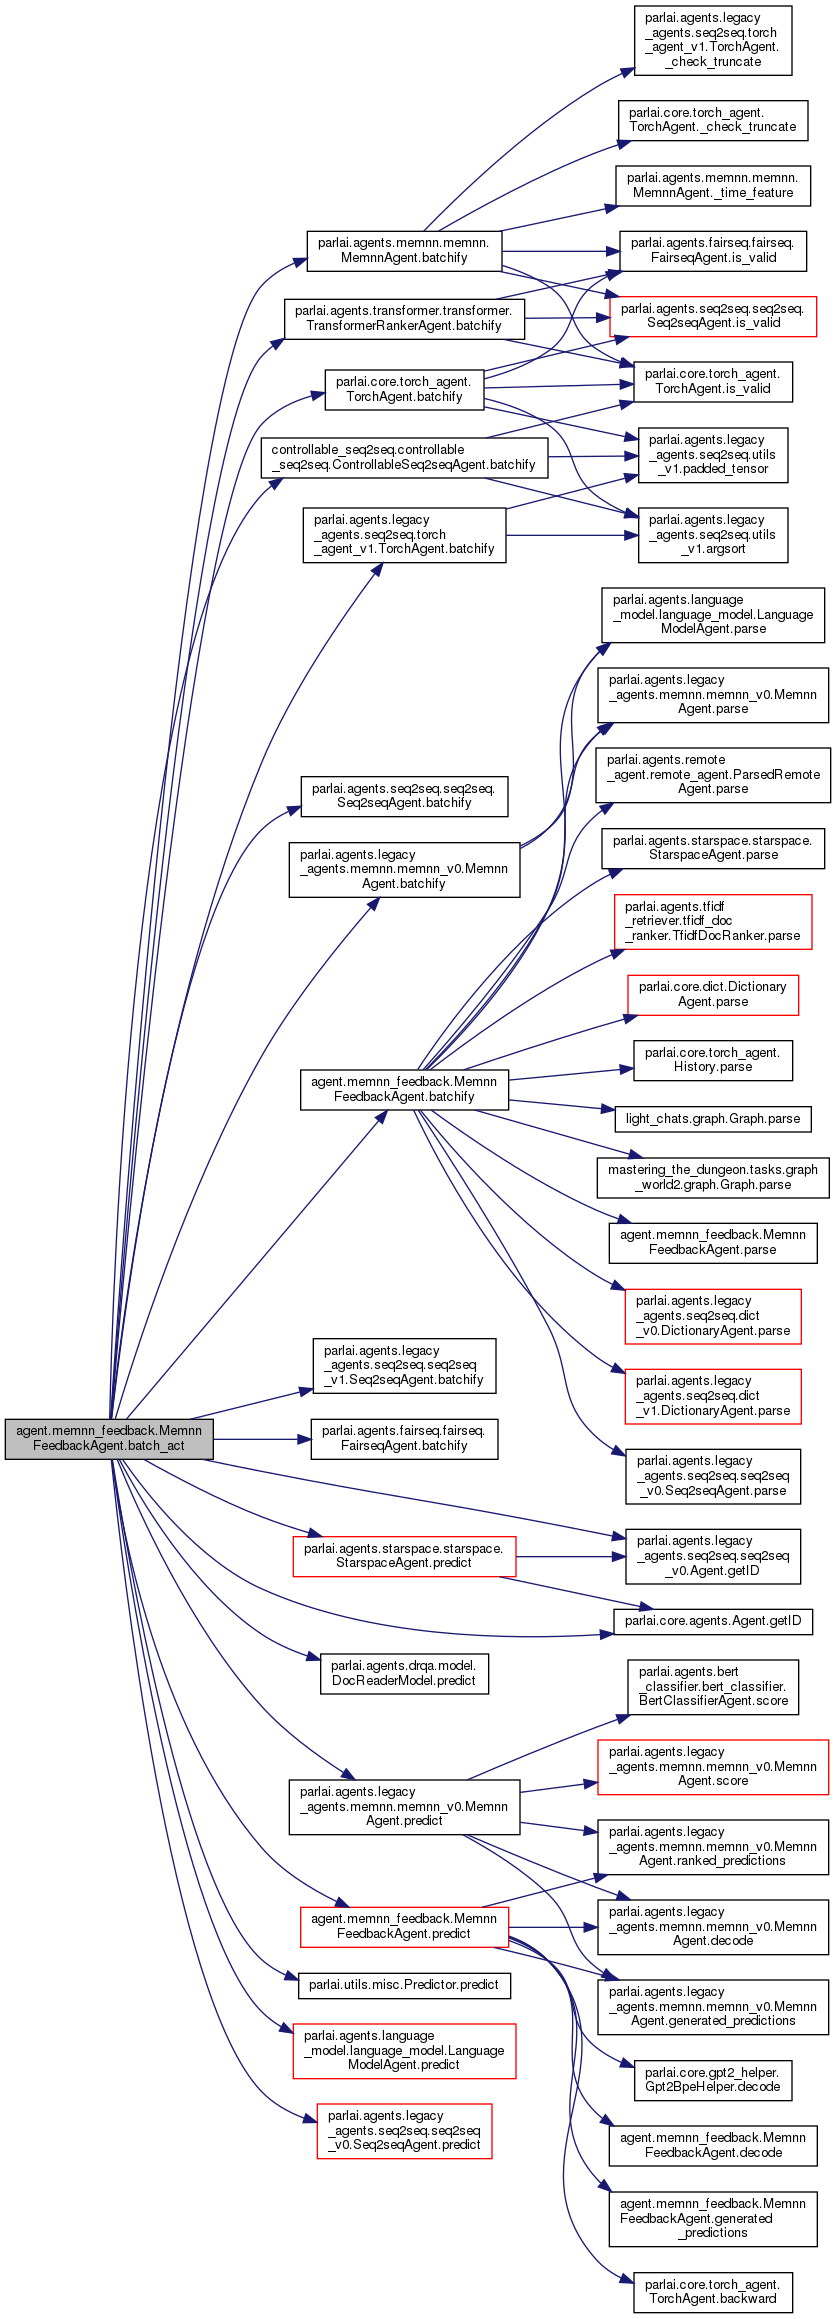 parlai.agents.legacy
_agents.seq2seq.torch
_agent_v1.TorchAgent.
_check_truncate
parlai.core.torch_agent.
TorchAgent._check_truncate
parlai.agents.memnn.memnn.
MemnnAgent._time_feature
parlai.agents.memnn.memnn.
MemnnAgent.batchify
parlai.agents.fairseq.fairseq.
FairseqAgent.is_valid
parlai.agents.transformer.transformer.
TransformerRankerAgent.batchify
parlai.agents.seq2seq.seq2seq.
Seq2seqAgent.is_valid
parlai.core.torch_agent.
TorchAgent.batchify
parlai.core.torch_agent.
TorchAgent.is_valid
controllable_seq2seq.controllable
_seq2seq.ControllableSeq2seqAgent.batchify
parlai.agents.legacy
_agents.seq2seq.utils
_v1.padded_tensor
parlai.agents.legacy
_agents.seq2seq.torch
_agent_v1.TorchAgent.batchify
parlai.agents.legacy
_agents.seq2seq.utils
_v1.argsort
parlai.agents.language
_model.language_model.Language
ModelAgent.parse
parlai.agents.legacy
_agents.memnn.memnn_v0.Memnn
Agent.parse
parlai.agents.remote
_agent.remote_agent.ParsedRemote
Agent.parse
parlai.agents.seq2seq.seq2seq.
Seq2seqAgent.batchify
parlai.agents.starspace.starspace.
StarspaceAgent.parse
parlai.agents.legacy
_agents.memnn.memnn_v0.Memnn
Agent.batchify
parlai.agents.tfidf
_retriever.tfidf_doc
_ranker.TfidfDocRanker.parse
parlai.core.dict.Dictionary
Agent.parse
parlai.core.torch_agent.
History.parse
agent.memnn_feedback.Memnn
FeedbackAgent.batchify
light_chats.graph.Graph.parse
mastering_the_dungeon.tasks.graph
_world2.graph.Graph.parse
agent.memnn_feedback.Memnn
FeedbackAgent.parse
parlai.agents.legacy
_agents.seq2seq.dict
_v0.DictionaryAgent.parse
parlai.agents.legacy
_agents.seq2seq.seq2seq
_v1.Seq2seqAgent.batchify
parlai.agents.legacy
_agents.seq2seq.dict
_v1.DictionaryAgent.parse
agent.memnn_feedback.Memnn
FeedbackAgent.batch_act
parlai.agents.fairseq.fairseq.
FairseqAgent.batchify
parlai.agents.legacy
_agents.seq2seq.seq2seq
_v0.Seq2seqAgent.parse
parlai.agents.starspace.starspace.
StarspaceAgent.predict
parlai.agents.legacy
_agents.seq2seq.seq2seq
_v0.Agent.getID
parlai.core.agents.Agent.getID
parlai.agents.drqa.model.
DocReaderModel.predict
parlai.agents.bert
_classifier.bert_classifier.
BertClassifierAgent.score
parlai.agents.legacy
_agents.memnn.memnn_v0.Memnn
Agent.score
parlai.agents.legacy
_agents.memnn.memnn_v0.Memnn
Agent.predict
parlai.agents.legacy
_agents.memnn.memnn_v0.Memnn
Agent.ranked_predictions
agent.memnn_feedback.Memnn
FeedbackAgent.predict
parlai.agents.legacy
_agents.memnn.memnn_v0.Memnn
Agent.decode
parlai.utils.misc.Predictor.predict
parlai.agents.legacy
_agents.memnn.memnn_v0.Memnn
Agent.generated_predictions
parlai.agents.language
_model.language_model.Language
ModelAgent.predict
parlai.core.gpt2_helper.
Gpt2BpeHelper.decode
parlai.agents.legacy
_agents.seq2seq.seq2seq
_v0.Seq2seqAgent.predict
agent.memnn_feedback.Memnn
FeedbackAgent.decode
agent.memnn_feedback.Memnn
FeedbackAgent.generated
_predictions
parlai.core.torch_agent.
TorchAgent.backward